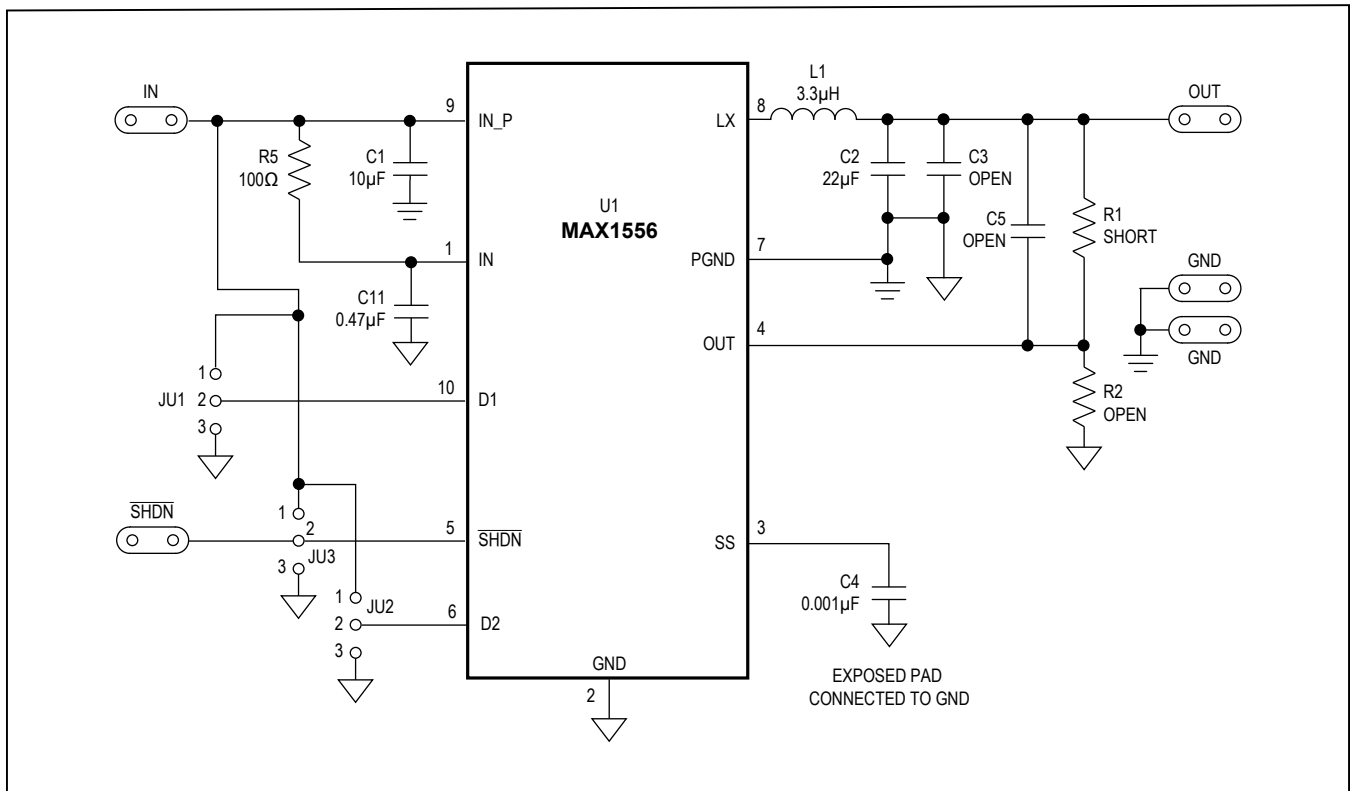 IN
R5
100Ω
C1
10µF
C11
0.47µF
9
IN_P
1
IN
U1
MAX1556
L1
3.3µH
8
LX
C2
22µF
C3
OPEN
C5
OPEN
R1
SHORT
OUT
7
PGND
GND
GND
4
OUT
R2
OPEN
1
JU1 2
3
10
D1
SHDN
1
2
JU3
3
5
SHDN
1
JU2
2
3
6
D2
3
SS
C4
0.001µF
GND
2
EXPOSED PAD
CONNECTED TO GND